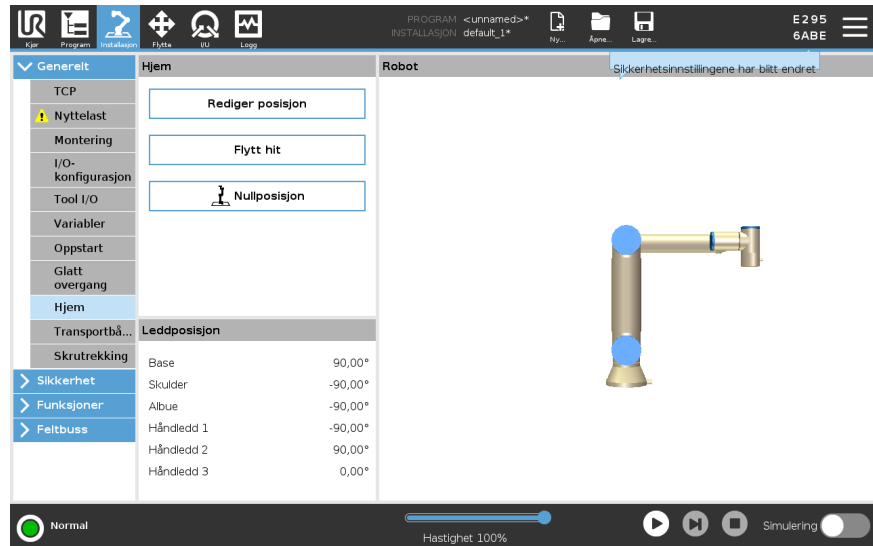 UR
Kjør
Program
Installasjon
Flytte
I/U
Logg
PROGRAM <unnamed>*
INSTALLASJON default_1*
Ny...
Åpne...
Lagre...
E295
6ABE
Generelt
TCP
Nyttelast
Montering
I/O-
konfigurasjon
Tool I/O
Variabler
Oppstart
Glatt
overgang
Hjem
Transportbå...
Skrutrekking
Sikkerhet
Funksjoner
Feltbuss
Hjem
Rediger posisjon
Flytt hit
Nullposisjon
Leddposisjon
Base 90,00°
Skulder -90,00°
Albue -90,00°
Håndledd 1 -90,00°
Håndledd 2 90,00°
Håndledd 3 0,00°
Robot
Sikkerhetsinnstillingene har blitt endret
Normal
Hastighet 100%
Simulering